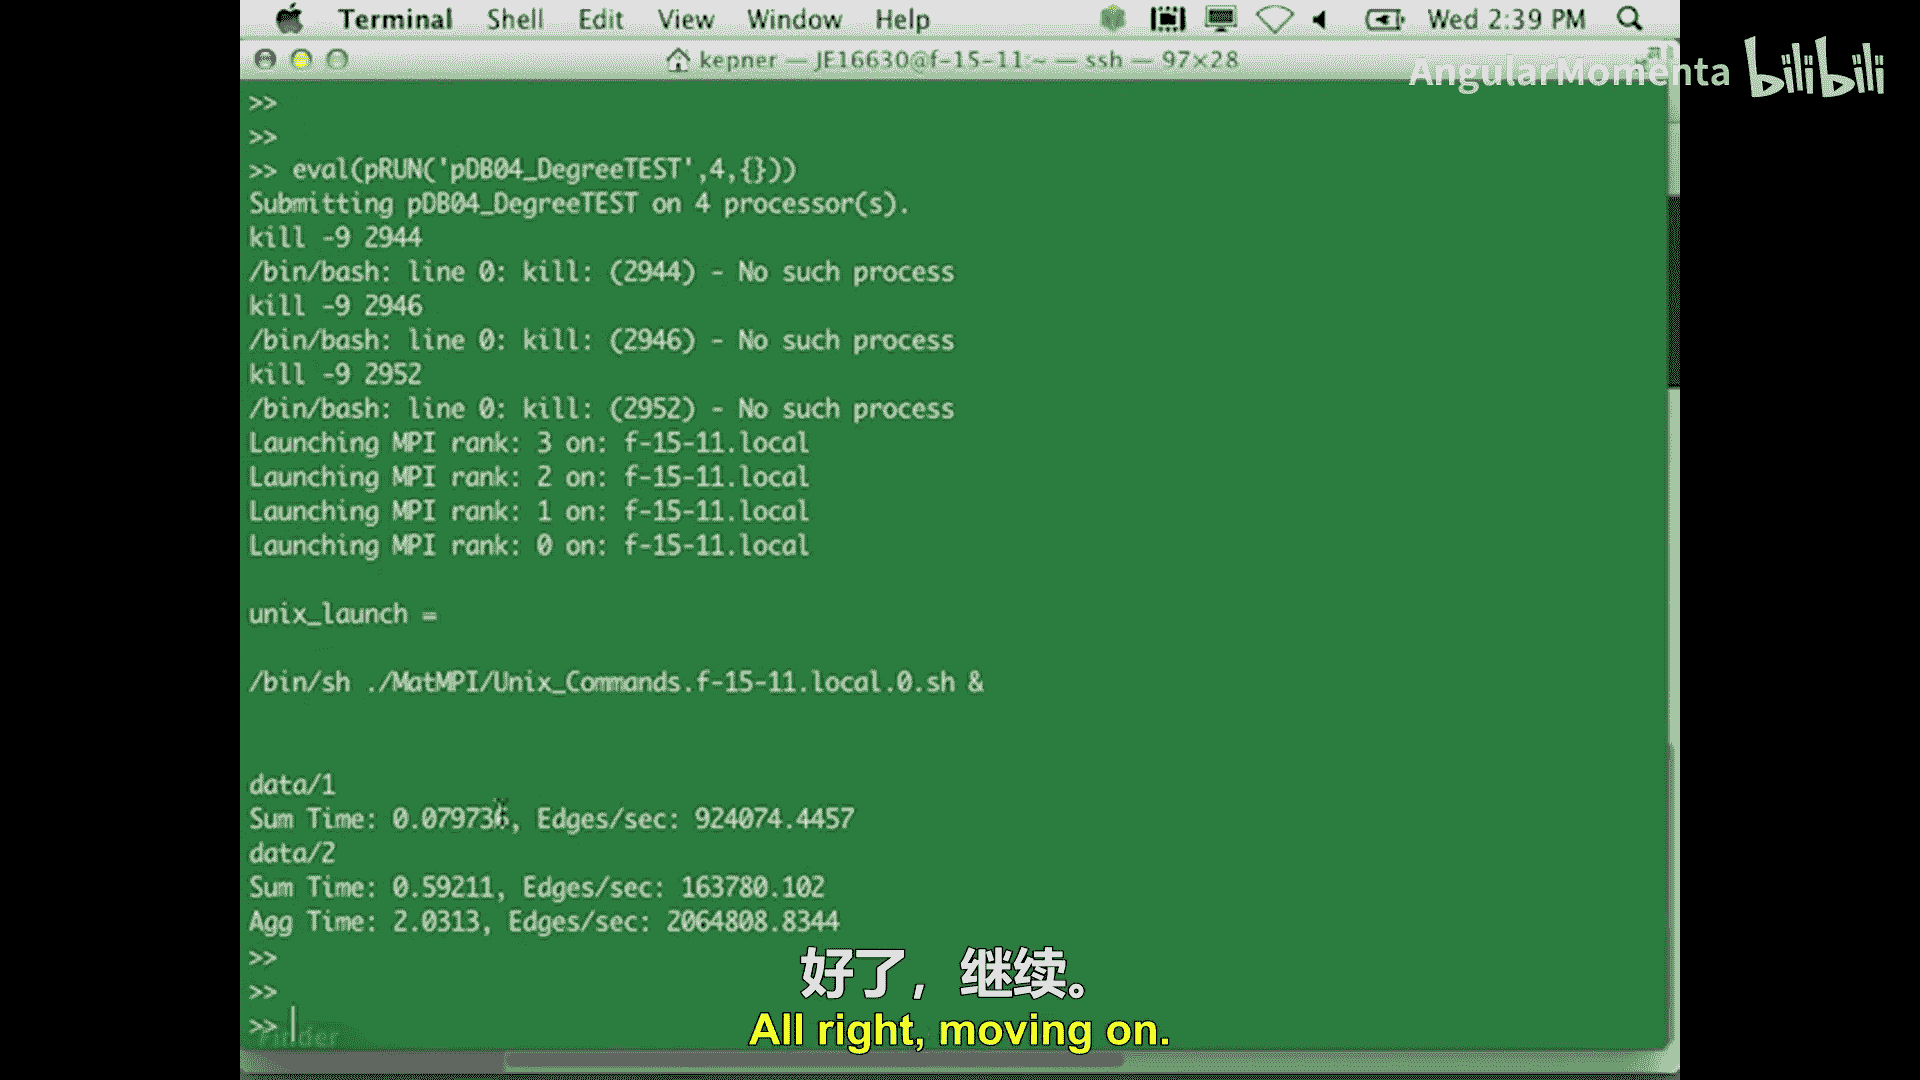 Terminal Shell Edit View Window Help Wed 2:39 PM
kepner — JE16630@f-15-11:~ — ssh — 97×28
AngularMomenta bilibili
>>
>>
>> eval(pRUN('pDB04_DegreeTEST',4,{}))
Submitting pDB04_DegreeTEST on 4 processor(s).
kill -9 2944
/bin/bash: line 0: kill: (2944) - No such process
kill -9 2946
/bin/bash: line 0: kill: (2946) - No such process
kill -9 2952
/bin/bash: line 0: kill: (2952) - No such process
Launching MPI rank: 3 on: f-15-11.local
Launching MPI rank: 2 on: f-15-11.local
Launching MPI rank: 1 on: f-15-11.local
Launching MPI rank: 0 on: f-15-11.local
unix_launch =
/bin/sh ./MatMPI/Unix_Commands.f-15-11.local.0.sh &
data/1
Sum Time: 0.079736, Edges/sec: 924074.4457
data/2
Sum Time: 0.59211, Edges/sec: 163780.102
Agg Time: 2.0313, Edges/sec: 2064808.8344
>>
>>
>>
Finder
好了，继续。
All right, moving on.